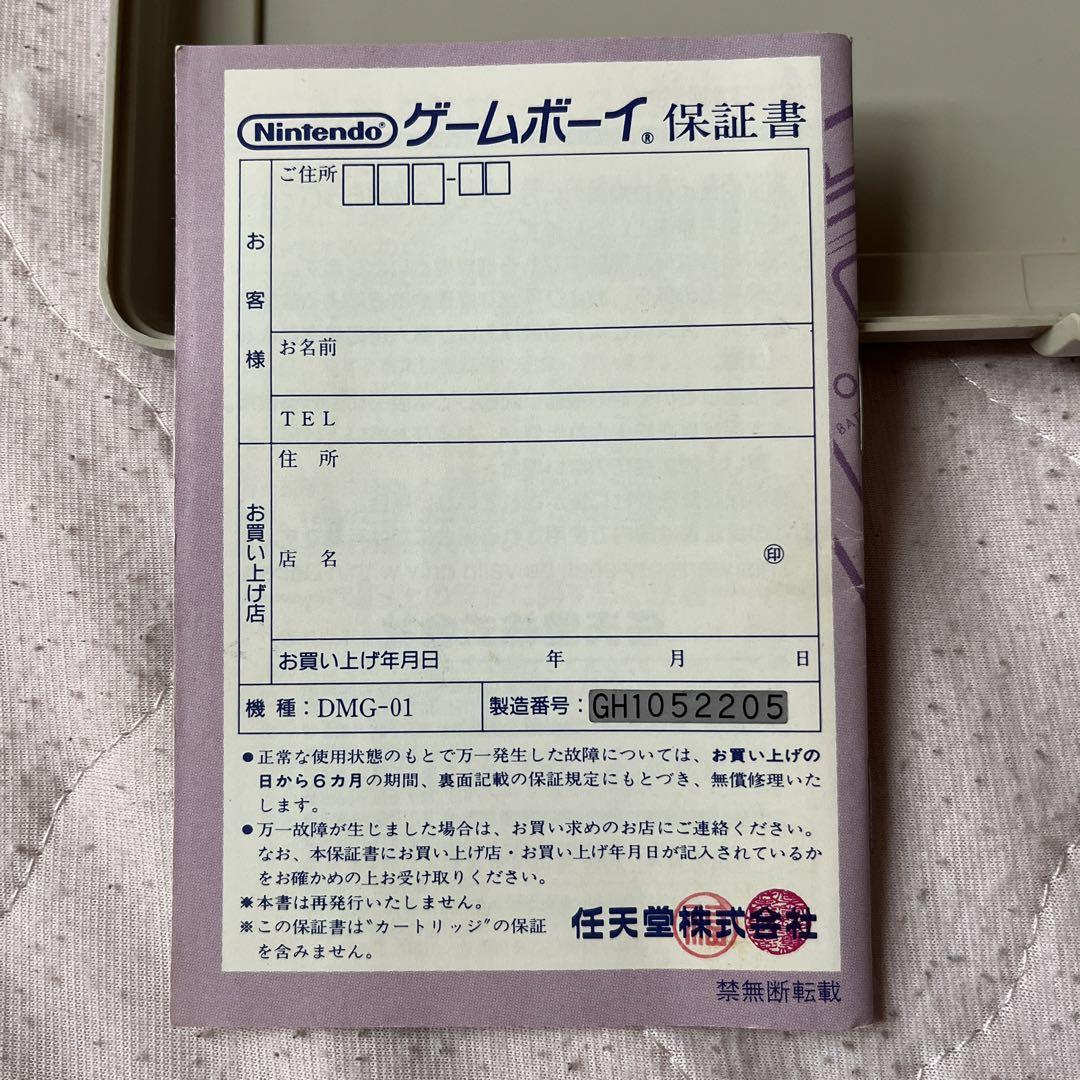 Nintendo® ゲームボーイ® 保証書
お客様
ご住所 □□□-□□
お名前
TEL
お買い上げ店
住 所
店 名 ㊞
お買い上げ年月日 年 月 日
機 種：DMG-01 製造番号：GH1052205
●正常な使用状態のもとで万一発生した故障については、お買い上げの
日から6カ月の期間、裏面記載の保証規定にもとづき、無償修理いた
します。
●万一故障が生じました場合は、お買い求めのお店にご連絡ください。
なお、本保証書にお買い上げ店・お買い上げ年月日が記入されているか
をお確かめの上お受け取りください。
※本書は再発行いたしません。
※この保証書は〝カートリッジ〟の保証
を含みません。
任天堂株式会社
禁無断転載